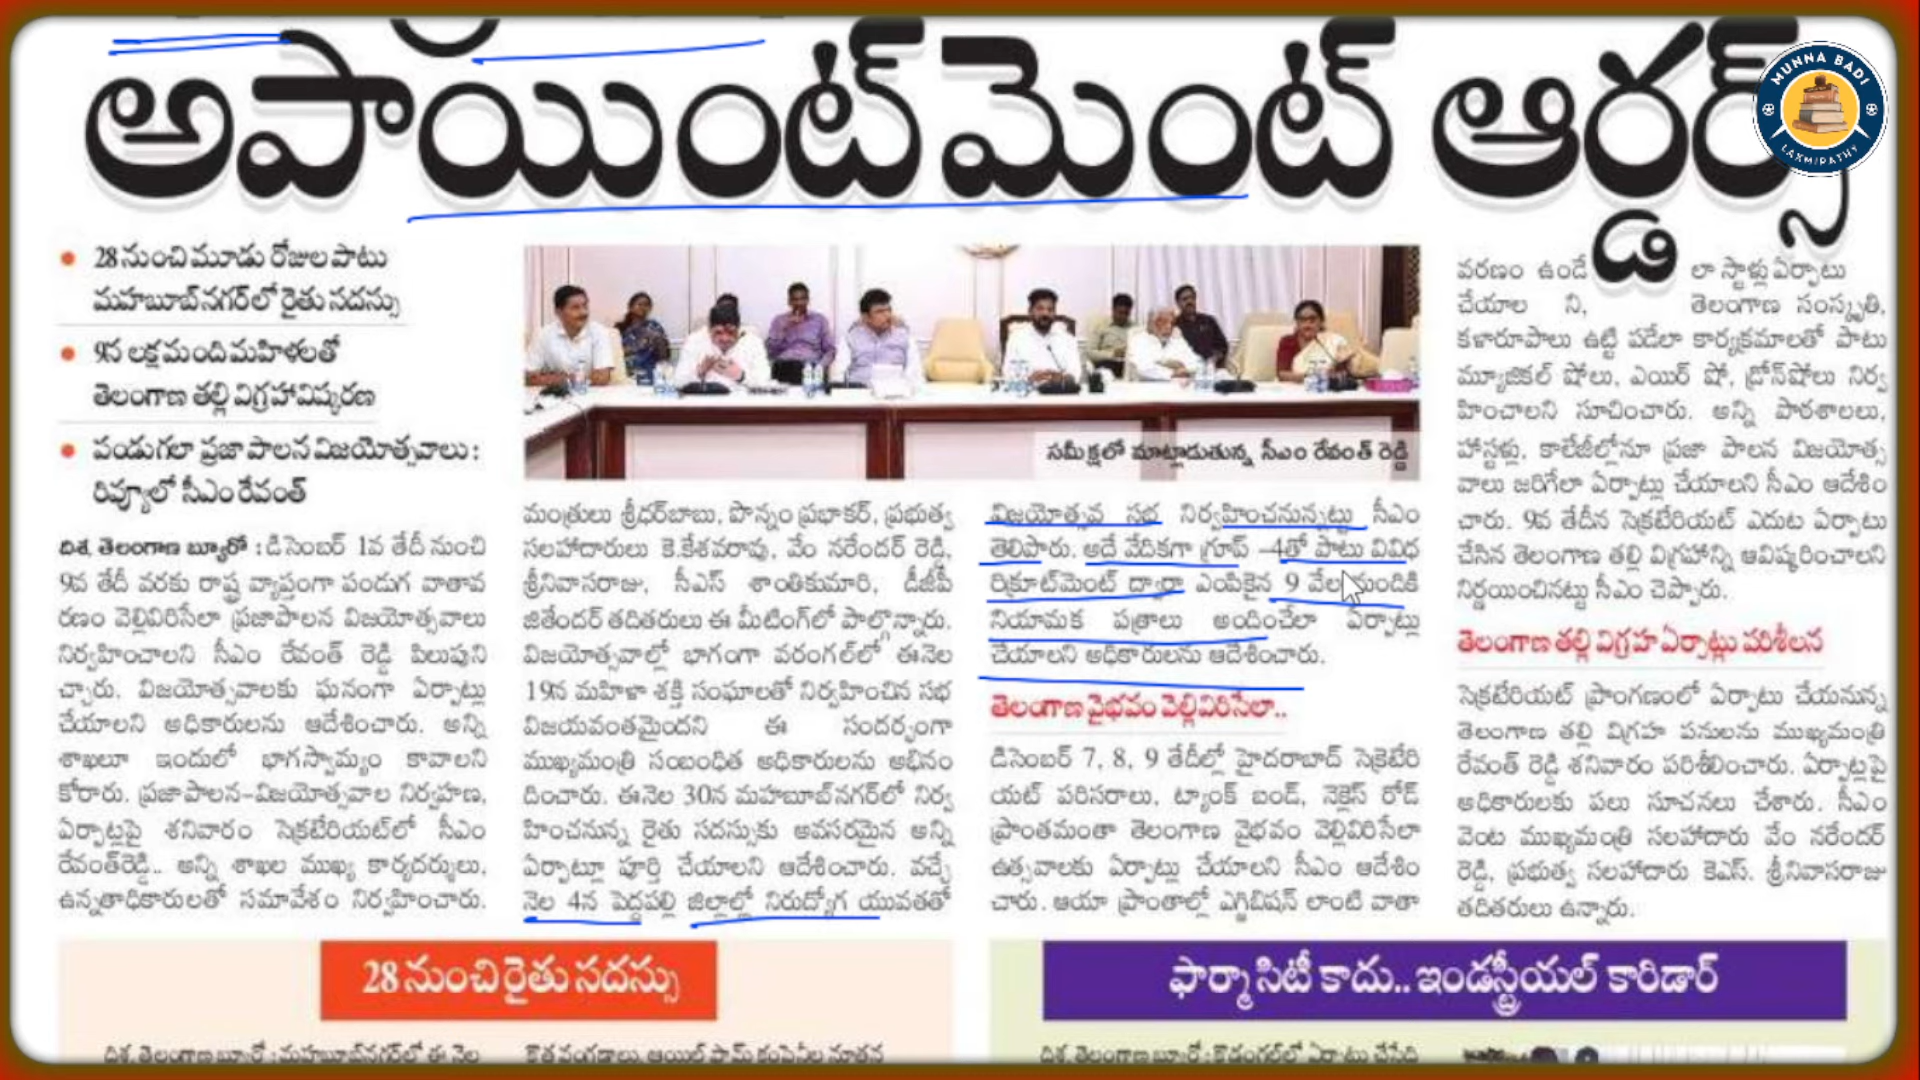 అపాయింట్‌మెంట్ ఆర్డర్స్
MUNNA BADI
LAXMIPATHY
• 28 నుంచి మూడు రోజుల పాటు
మహబూబ్‌నగర్‌లో రైతు సదస్సు
• 9న లక్ష మంది మహిళలతో
తెలంగాణ తల్లి విగ్రహావిష్కరణ
• పండుగలా ప్రజా పాలన విజయోత్సవాలు :
రివ్యూలో సీఎం రేవంత్
దిశ, తెలంగాణ బ్యూరో : డిసెంబర్ 1వ తేదీ నుంచి
9వ తేదీ వరకు రాష్ట్ర వ్యాప్తంగా పండుగ వాతావ
రణం వెల్లివిరిసేలా ప్రజాపాలన విజయోత్సవాలు
నిర్వహించాలని సీఎం రేవంత్ రెడ్డి పిలుపుని
చ్చారు. విజయోత్సవాలకు ఘనంగా ఏర్పాట్లు
చేయాలని అధికారులను ఆదేశించారు. అన్ని
శాఖలూ ఇందులో భాగస్వామ్యం కావాలని
కోరారు. ప్రజాపాలన-విజయోత్సవాల నిర్వహణ,
ఏర్పాట్లపై శనివారం సెక్రటేరియట్‌లో సీఎం
రేవంత్‌రెడ్డి.. అన్ని శాఖల ముఖ్య కార్యదర్శులు,
ఉన్నతాధికారులతో సమావేశం నిర్వహించారు.
సమీక్షలో మాట్లాడుతున్న సీఎం రేవంత్ రెడ్డి
మంత్రులు శ్రీధర్‌బాబు, పొన్నం ప్రభాకర్, ప్రభుత్వ
సలహాదారులు కె.కేశవరావు, వేం నరేందర్ రెడ్డి,
శ్రీనివాసరాజు, సీఎస్ శాంతికుమారి, డీజీపీ
జితేందర్ తదితరులు ఈ మీటింగ్‌లో పాల్గొన్నారు.
విజయోత్సవాల్లో భాగంగా వరంగల్‌లో ఈనెల
19న మహిళా శక్తి సంఘాలతో నిర్వహించిన సభ
విజయవంతమైందని ఈ సందర్భంగా
ముఖ్యమంత్రి సంబంధిత అధికారులను అభినం
దించారు. ఈనెల 30న మహబూబ్‌నగర్‌లో నిర్వ
హించనున్న రైతు సదస్సుకు అవసరమైన అన్ని
ఏర్పాట్లూ పూర్తి చేయాలని ఆదేశించారు. వచ్చే
నెల 4న పెద్దపల్లి జిల్లాల్లో నిరుద్యోగ యువతతో
విజయోత్సవ సభ నిర్వహించనున్నట్టు సీఎం
తెలిపారు. అదే వేదికగా గ్రూప్ -4తో పాటు వివిధ
రిక్రూట్‌మెంట్ ద్వారా ఎంపికైన 9 వేల మందికి
నియామక పత్రాలు అందించేలా ఏర్పాట్లు
చేయాలని అధికారులను ఆదేశించారు.
తెలంగాణ వైభవం వెల్లివిరిసేలా..
డిసెంబర్ 7, 8, 9 తేదీల్లో హైదరాబాద్ సెక్రెటేరి
యట్ పరిసరాలు, ట్యాంక్ బండ్, నెక్లెస్ రోడ్
ప్రాంతమంతా తెలంగాణ వైభవం వెల్లివిరిసేలా
ఉత్సవాలకు ఏర్పాట్లు చేయాలని సీఎం ఆదేశిం
చారు. ఆయా ప్రాంతాల్లో ఎగ్జిబిషన్ లాంటి వాతా
వరణం ఉండే లా స్టాళ్లు ఏర్పాటు
చేయాల ని, తెలంగాణ సంస్కృతి,
కళారూపాలు ఉట్టి పడేలా కార్యక్రమాలతో పాటు
మ్యూజికల్ షోలు, ఎయిర్ షో, డ్రోన్‌షోలు నిర్వ
హించాలని సూచించారు. అన్ని పాఠశాలలు,
హాస్టళ్లు, కాలేజీల్లోనూ ప్రజా పాలన విజయోత్స
వాలు జరిగేలా ఏర్పాట్లు చేయాలని సీఎం ఆదేశిం
చారు. 9వ తేదీన సెక్రటేరియట్ ఎదుట ఏర్పాటు
చేసిన తెలంగాణ తల్లి విగ్రహాన్ని ఆవిష్కరించాలని
నిర్ణయించినట్టు సీఎం చెప్పారు.
తెలంగాణ తల్లి విగ్రహ ఏర్పాట్లు పరిశీలన
సెక్రటేరియట్ ప్రాంగణంలో ఏర్పాటు చేయనున్న
తెలంగాణ తల్లి విగ్రహ పనులను ముఖ్యమంత్రి
రేవంత్ రెడ్డి శనివారం పరిశీలించారు. ఏర్పాట్లపై
అధికారులకు పలు సూచనలు చేశారు. సీఎం
వెంట ముఖ్యమంత్రి సలహాదారు వేం నరేందర్
రెడ్డి, ప్రభుత్వ సలహాదారు కెఎస్. శ్రీనివాసరాజు
తదితరులు ఉన్నారు.
28 నుంచి రైతు సదస్సు
ఫార్మా సిటీ కాదు.. ఇండస్ట్రీయల్ కారిడార్